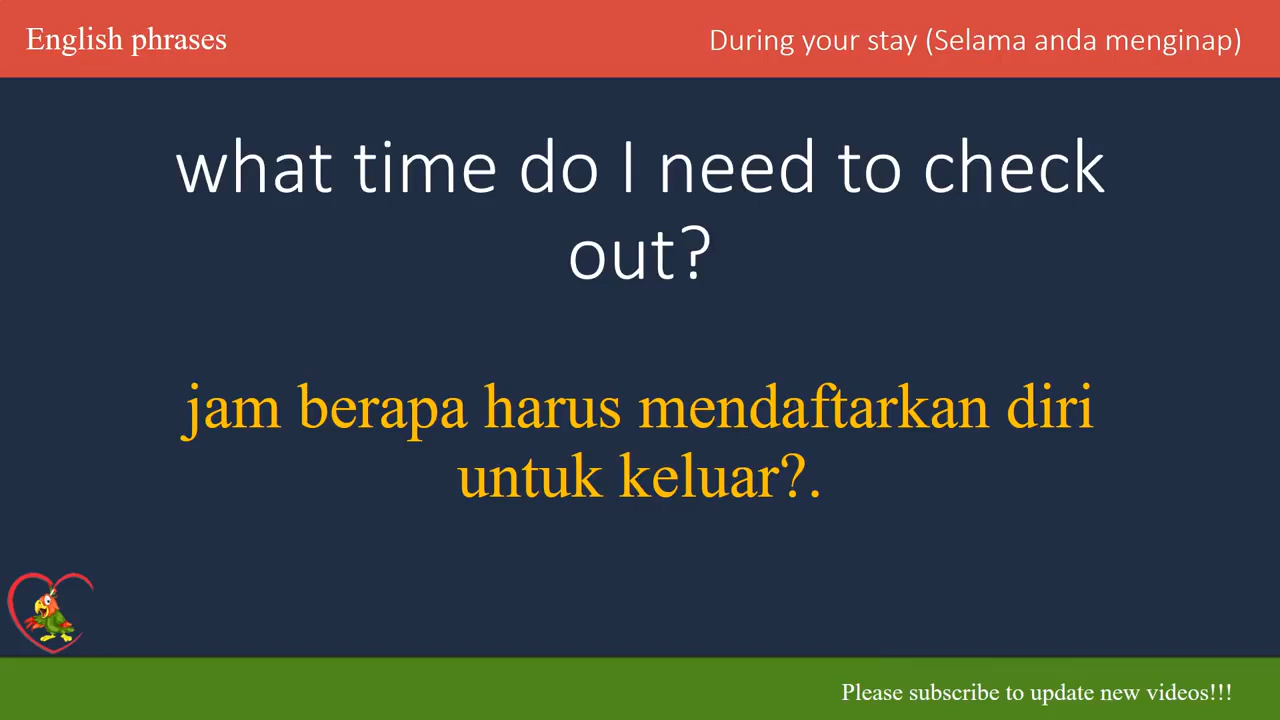 English phrases
During your stay (Selama anda menginap)
what time do I need to check
out?
jam berapa harus mendaftarkan diri
untuk keluar?.
Please subscribe to update new videos!!!